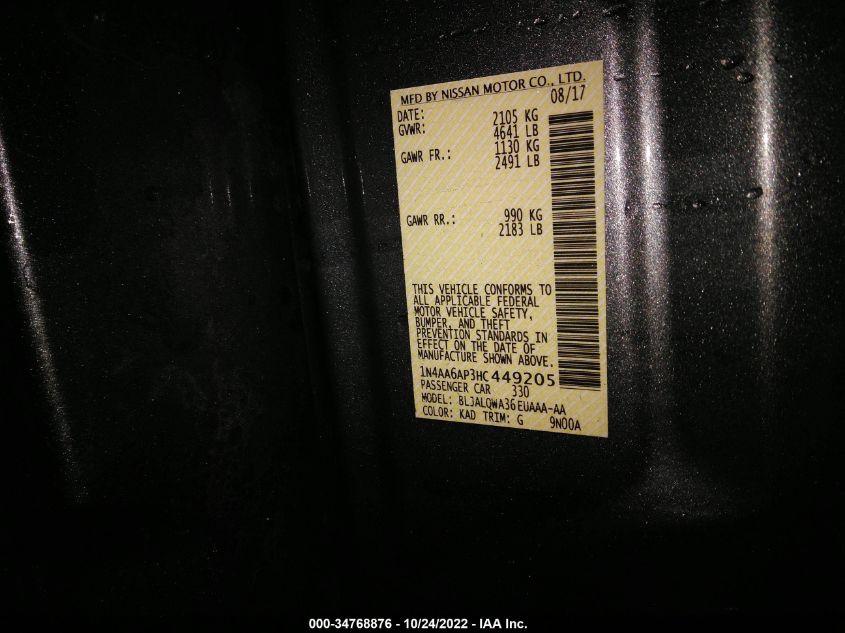 MFD BY NISSAN MOTOR CO., LTD.
DATE: 08/17
GVWR: 2105 KG
4641 LB
GAWR FR.: 1130 KG
2491 LB
GAWR RR.: 990 KG
2183 LB
THIS VEHICLE CONFORMS TO
ALL APPLICABLE FEDERAL
MOTOR VEHICLE SAFETY,
BUMPER, AND THEFT
PREVENTION STANDARDS IN
EFFECT ON THE DATE OF
MANUFACTURE SHOWN ABOVE.
1N4AA6AP3HC449205
PASSENGER CAR 330
MODEL: BLJALQWA36EUAAA-AA
COLOR: KAD TRIM: G 9N00A
000-34768876 - 10/24/2022 - IAA Inc.